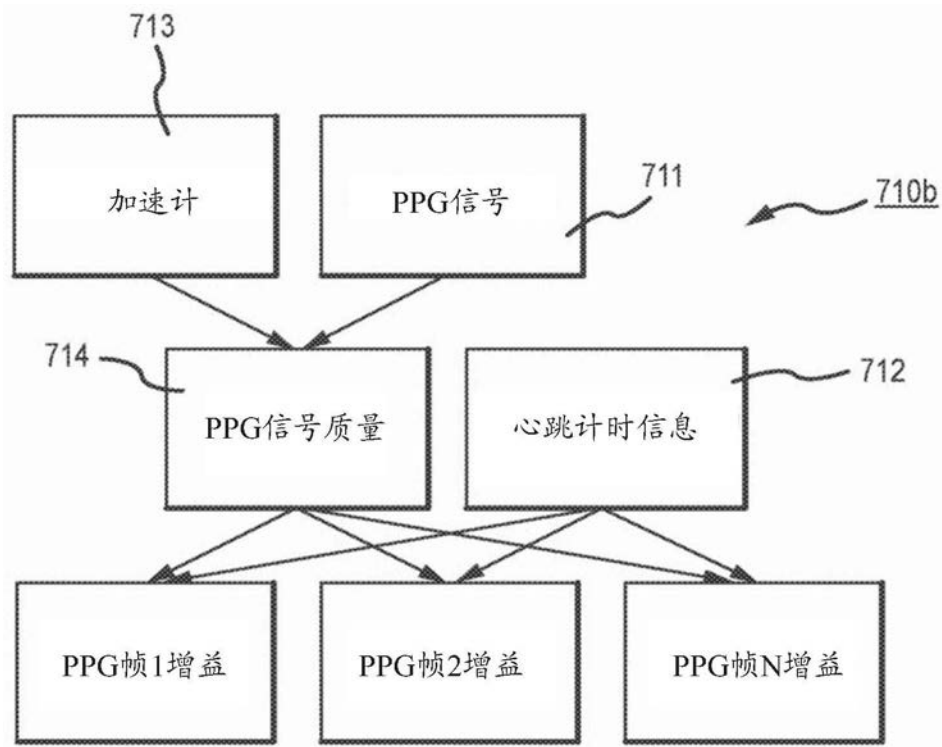 713
加速计
PPG信号
711
710b
714
PPG信号质量
心跳计时信息
712
PPG帧1增益
PPG帧2增益
PPG帧N增益